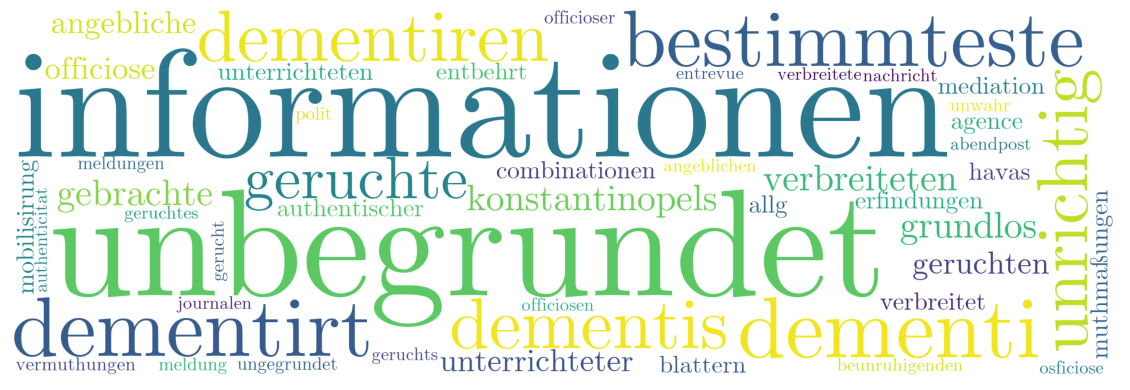 angebliche
officioser
dementiren
bestimmteste
officiose
unterrichteten
entbehrt
entrevue
verbreitete
nachricht
informationen
mediation
polit
unwahr
agence
abendpost
unrichtig
meldungen
geruchte
combinationen
angeblichen
havas
mobilisirung
authenticitat
gebrachte
geruchtes
authentischer
konstantinopels
verbreiteten
allg
erfindungen
grundlos
unbegrundet
gerucht
geruchten
muthmaßungen
journalen
officiosen
verbreitet
dementirt
dementis
dementi
vermuthungen
meldung
ungegrundet
geruchts
unterrichteter
blattern
beunruhigenden
osficiose